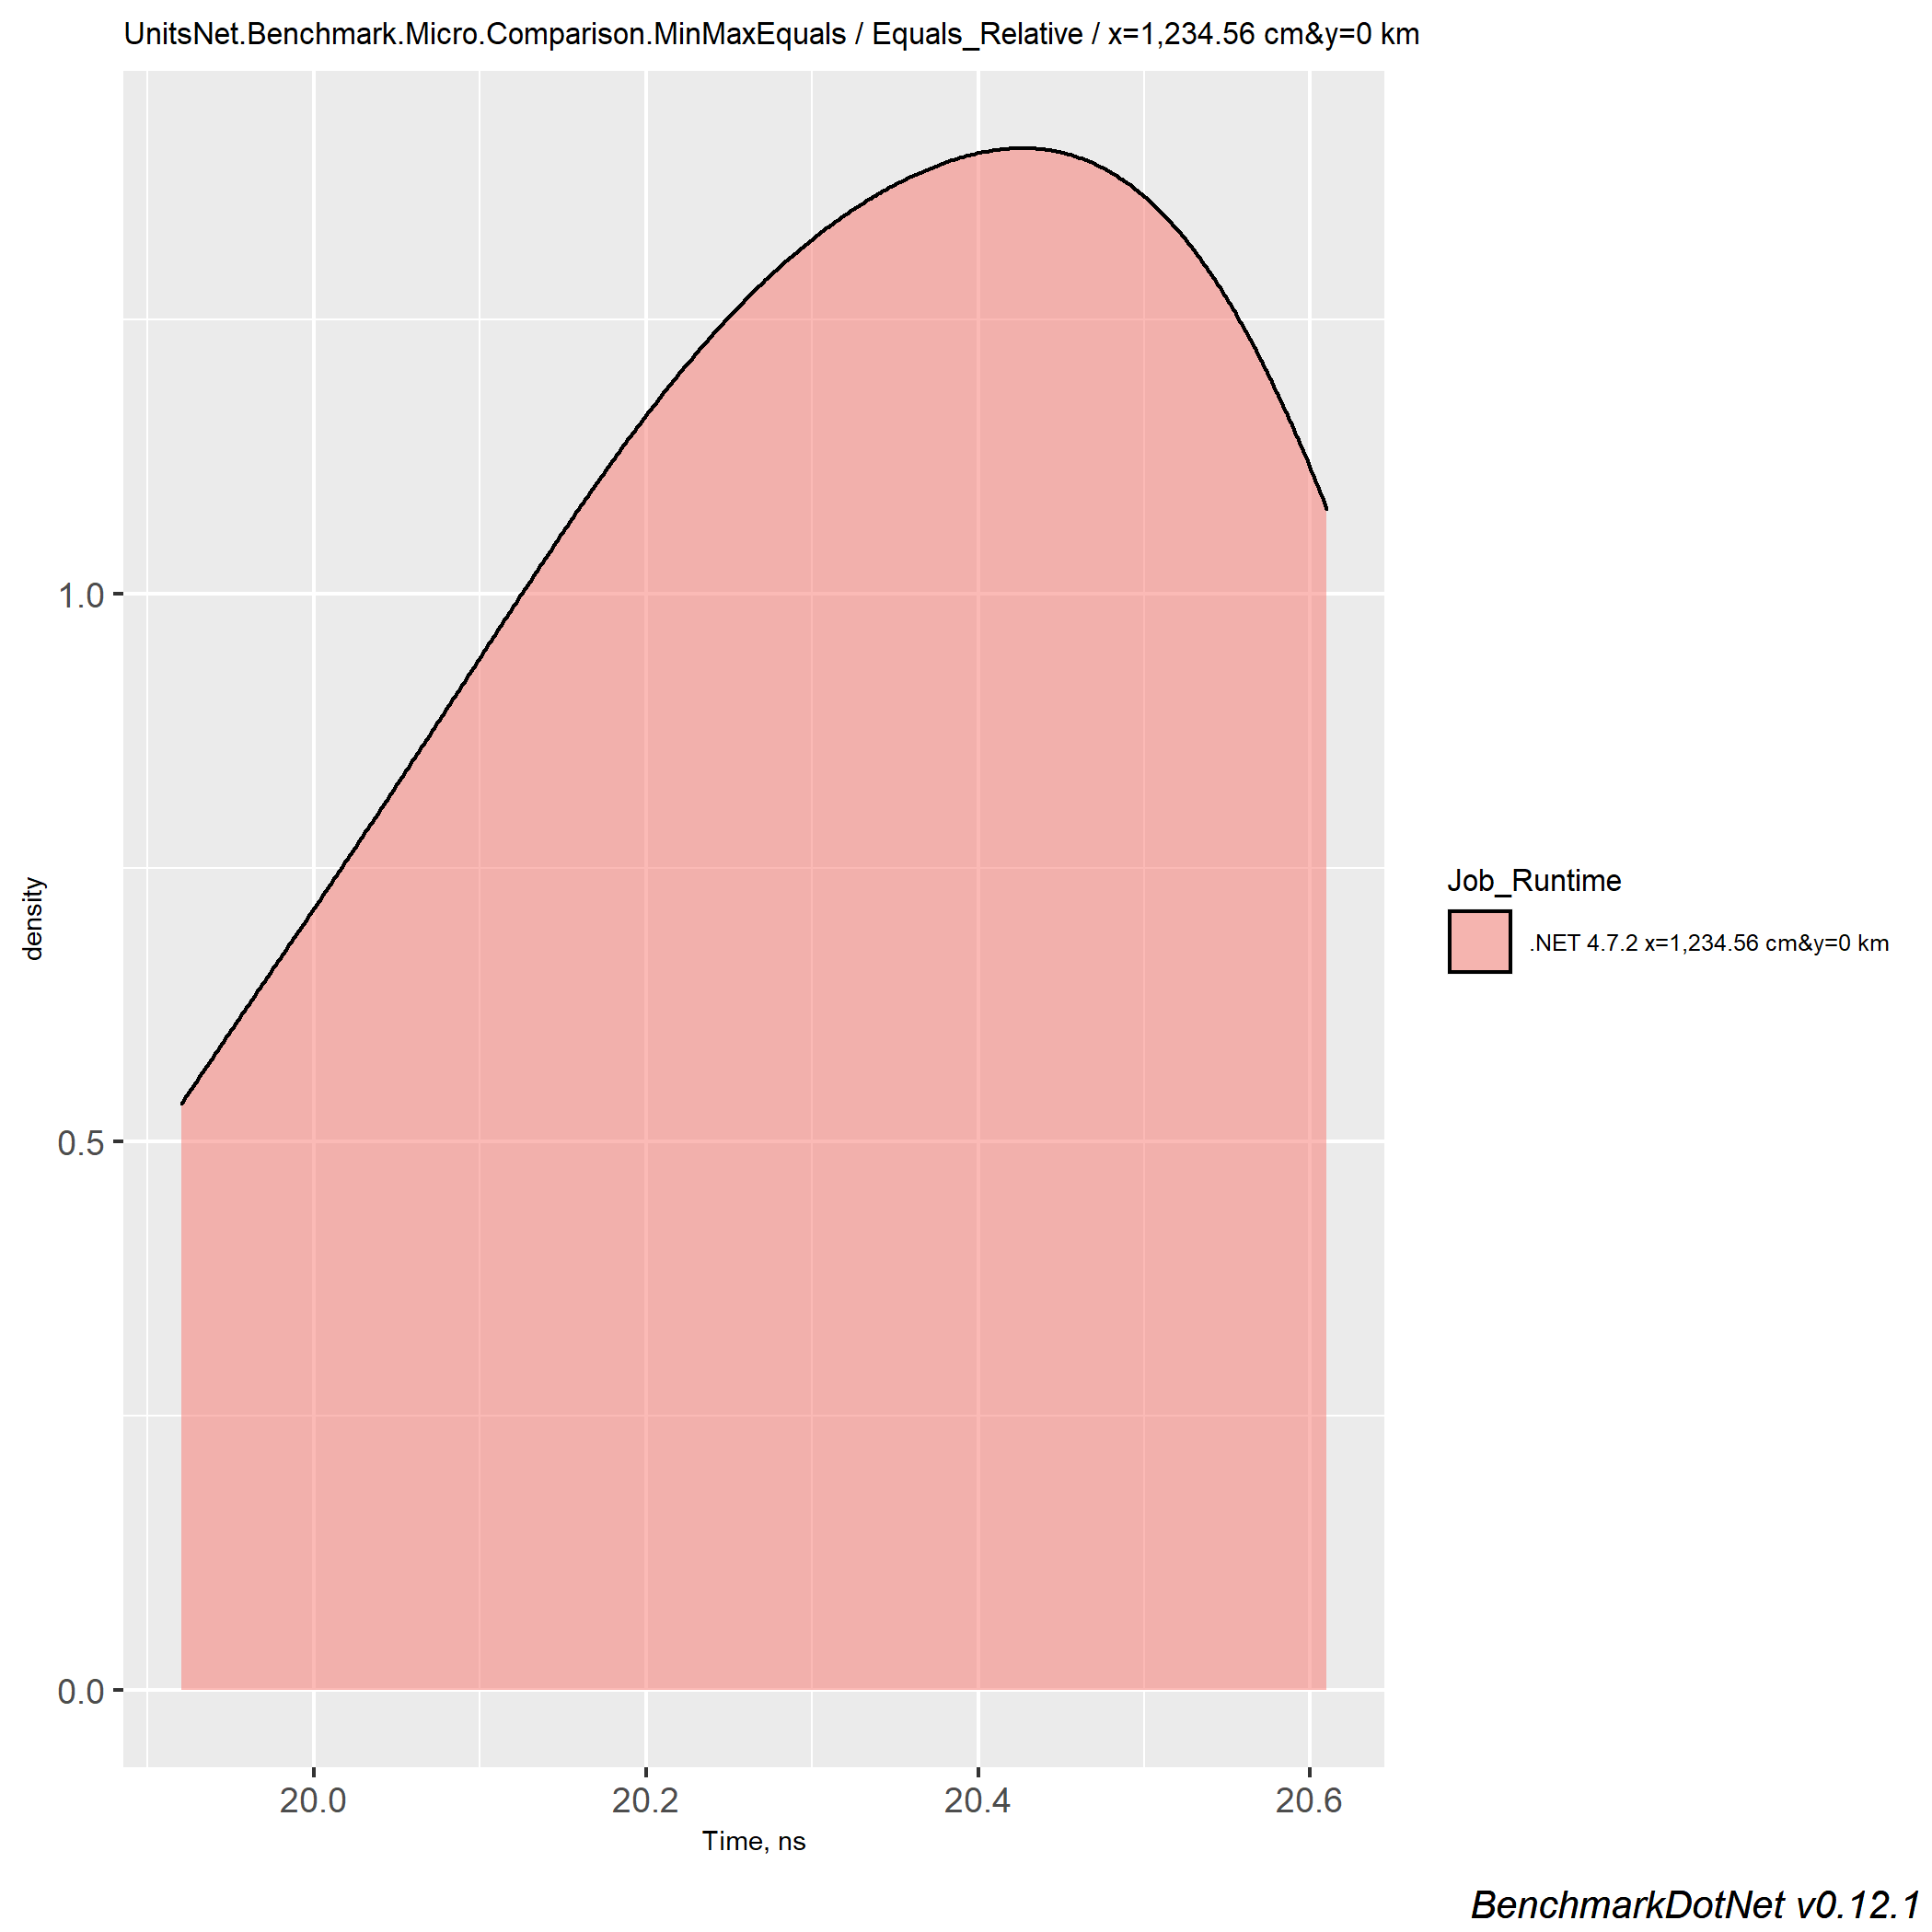 UnitsNet.Benchmark.Micro.Comparison.MinMaxEquals / Equals_Relative / x=1,234.56 cm&y=0 km
1.0
0.5
0.0
density
20.0 20.2 20.4 20.6
Time, ns
Job_Runtime
.NET 4.7.2 x=1,234.56 cm&y=0 km
BenchmarkDotNet v0.12.1